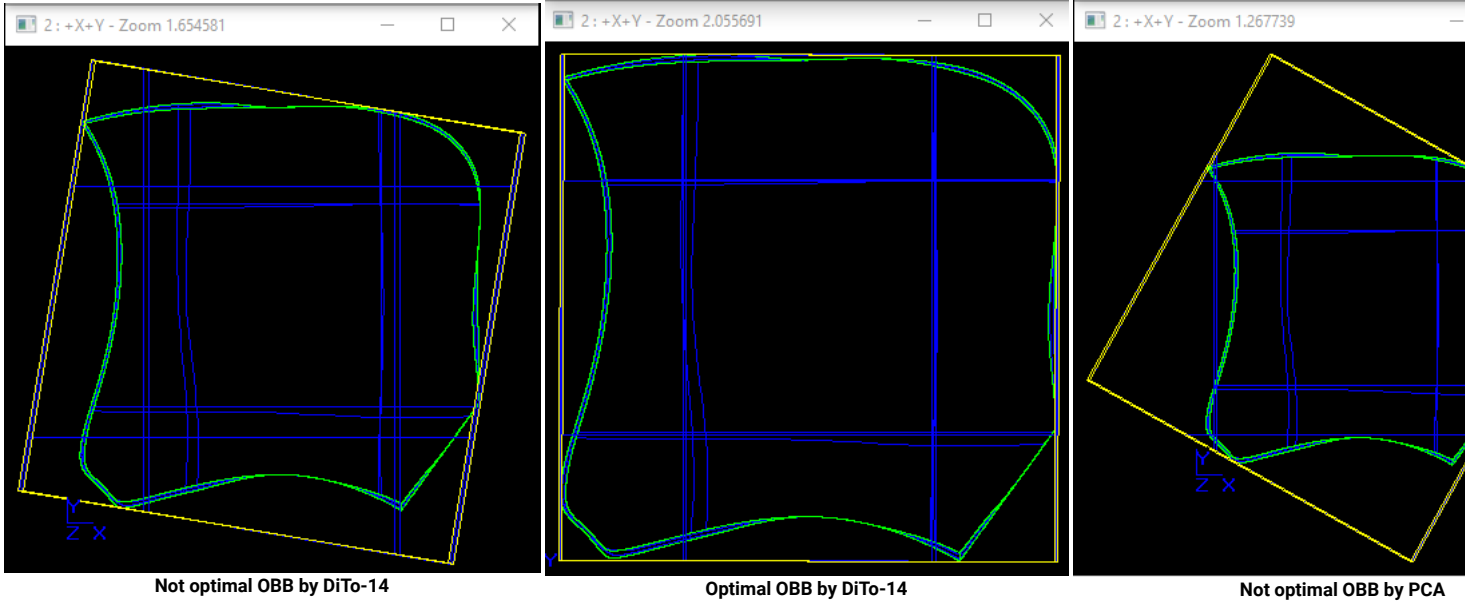 2 : +X+Y - Zoom 1.654581
2 : +X+Y - Zoom 2.055691
2 : +X+Y - Zoom 1.267739
Y
Z X
Y
Y
Z X
Not optimal OBB by DiTo-14
Optimal OBB by DiTo-14
Not optimal OBB by PCA